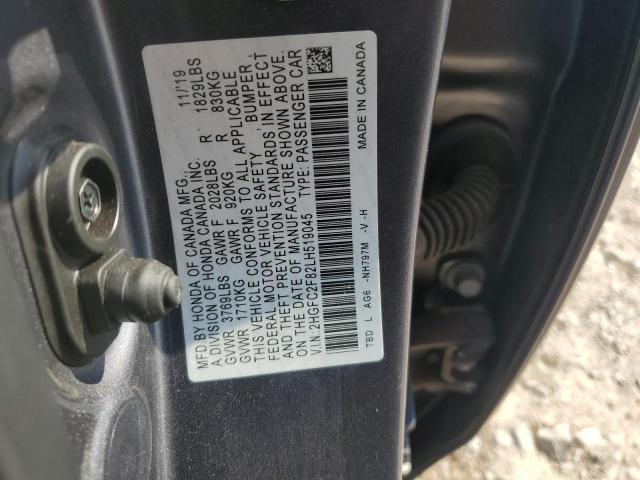 MFD. BY HONDA OF CANADA MFG.,
A DIVISION OF HONDA CANADA INC. 11/19
GVWR 3769LBS GAWR F 2028LBS R 1829LBS
GVWR 1710KG GAWR F 920KG R 830KG
THIS VEHICLE CONFORMS TO ALL APPLICABLE
FEDERAL MOTOR VEHICLE SAFETY , BUMPER ,
AND THEFT PREVENTION STANDARDS IN EFFECT
ON THE DATE OF MANUFACTURE SHOWN ABOVE.
V.I.N.:2HGFC2F82LH519045 TYPE: PASSENGER CAR
TBD L AG6 -NH797M -V -H MADE IN CANADA